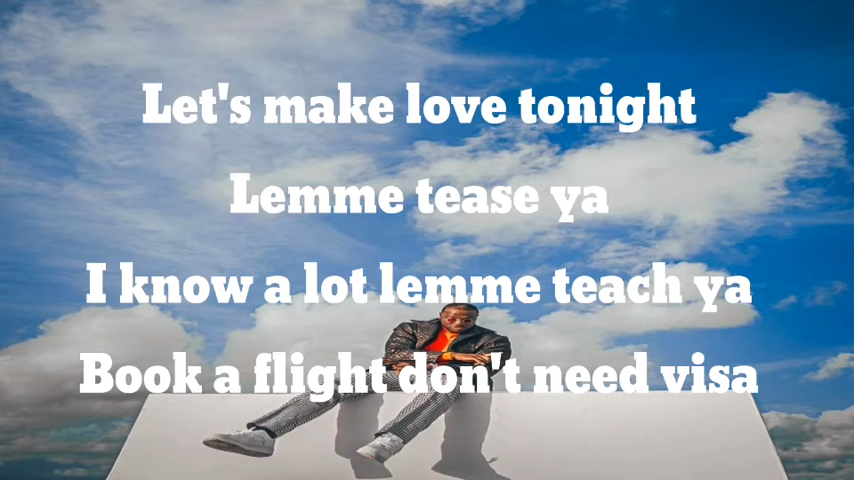 Let's make love tonight
Lemme tease ya
I know a lot lemme teach ya
Book a flight don't need visa